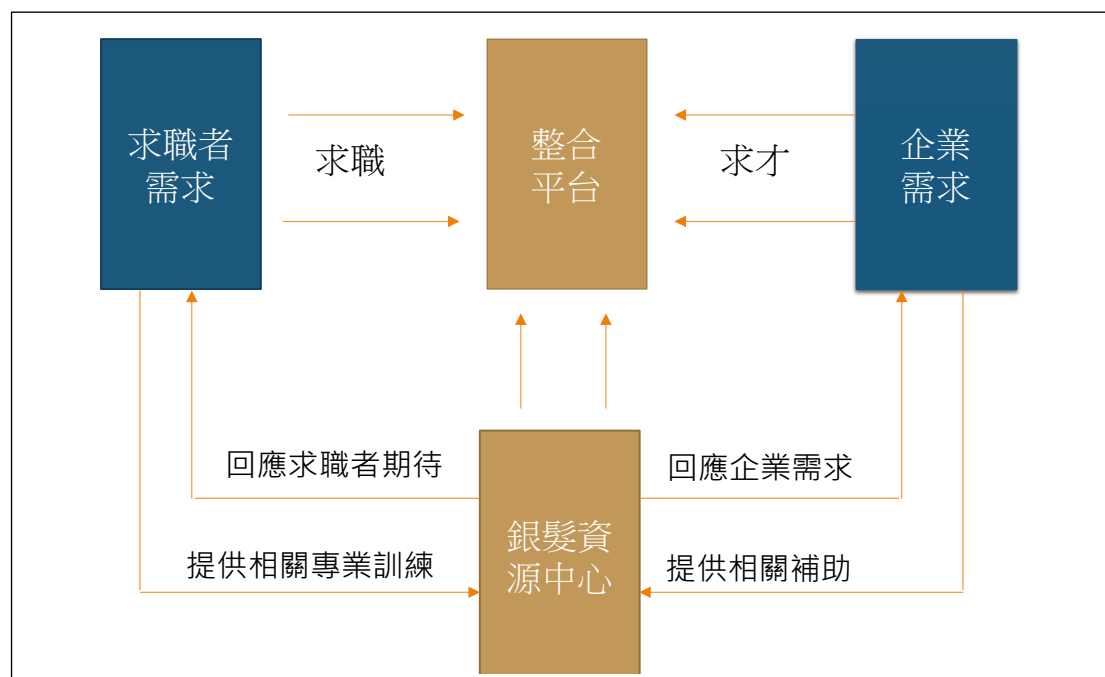 求職者
需求
求職
整合
平台
求才
企業
需求
回應求職者期待
回應企業需求
銀髮資
源中心
提供相關專業訓練
提供相關補助